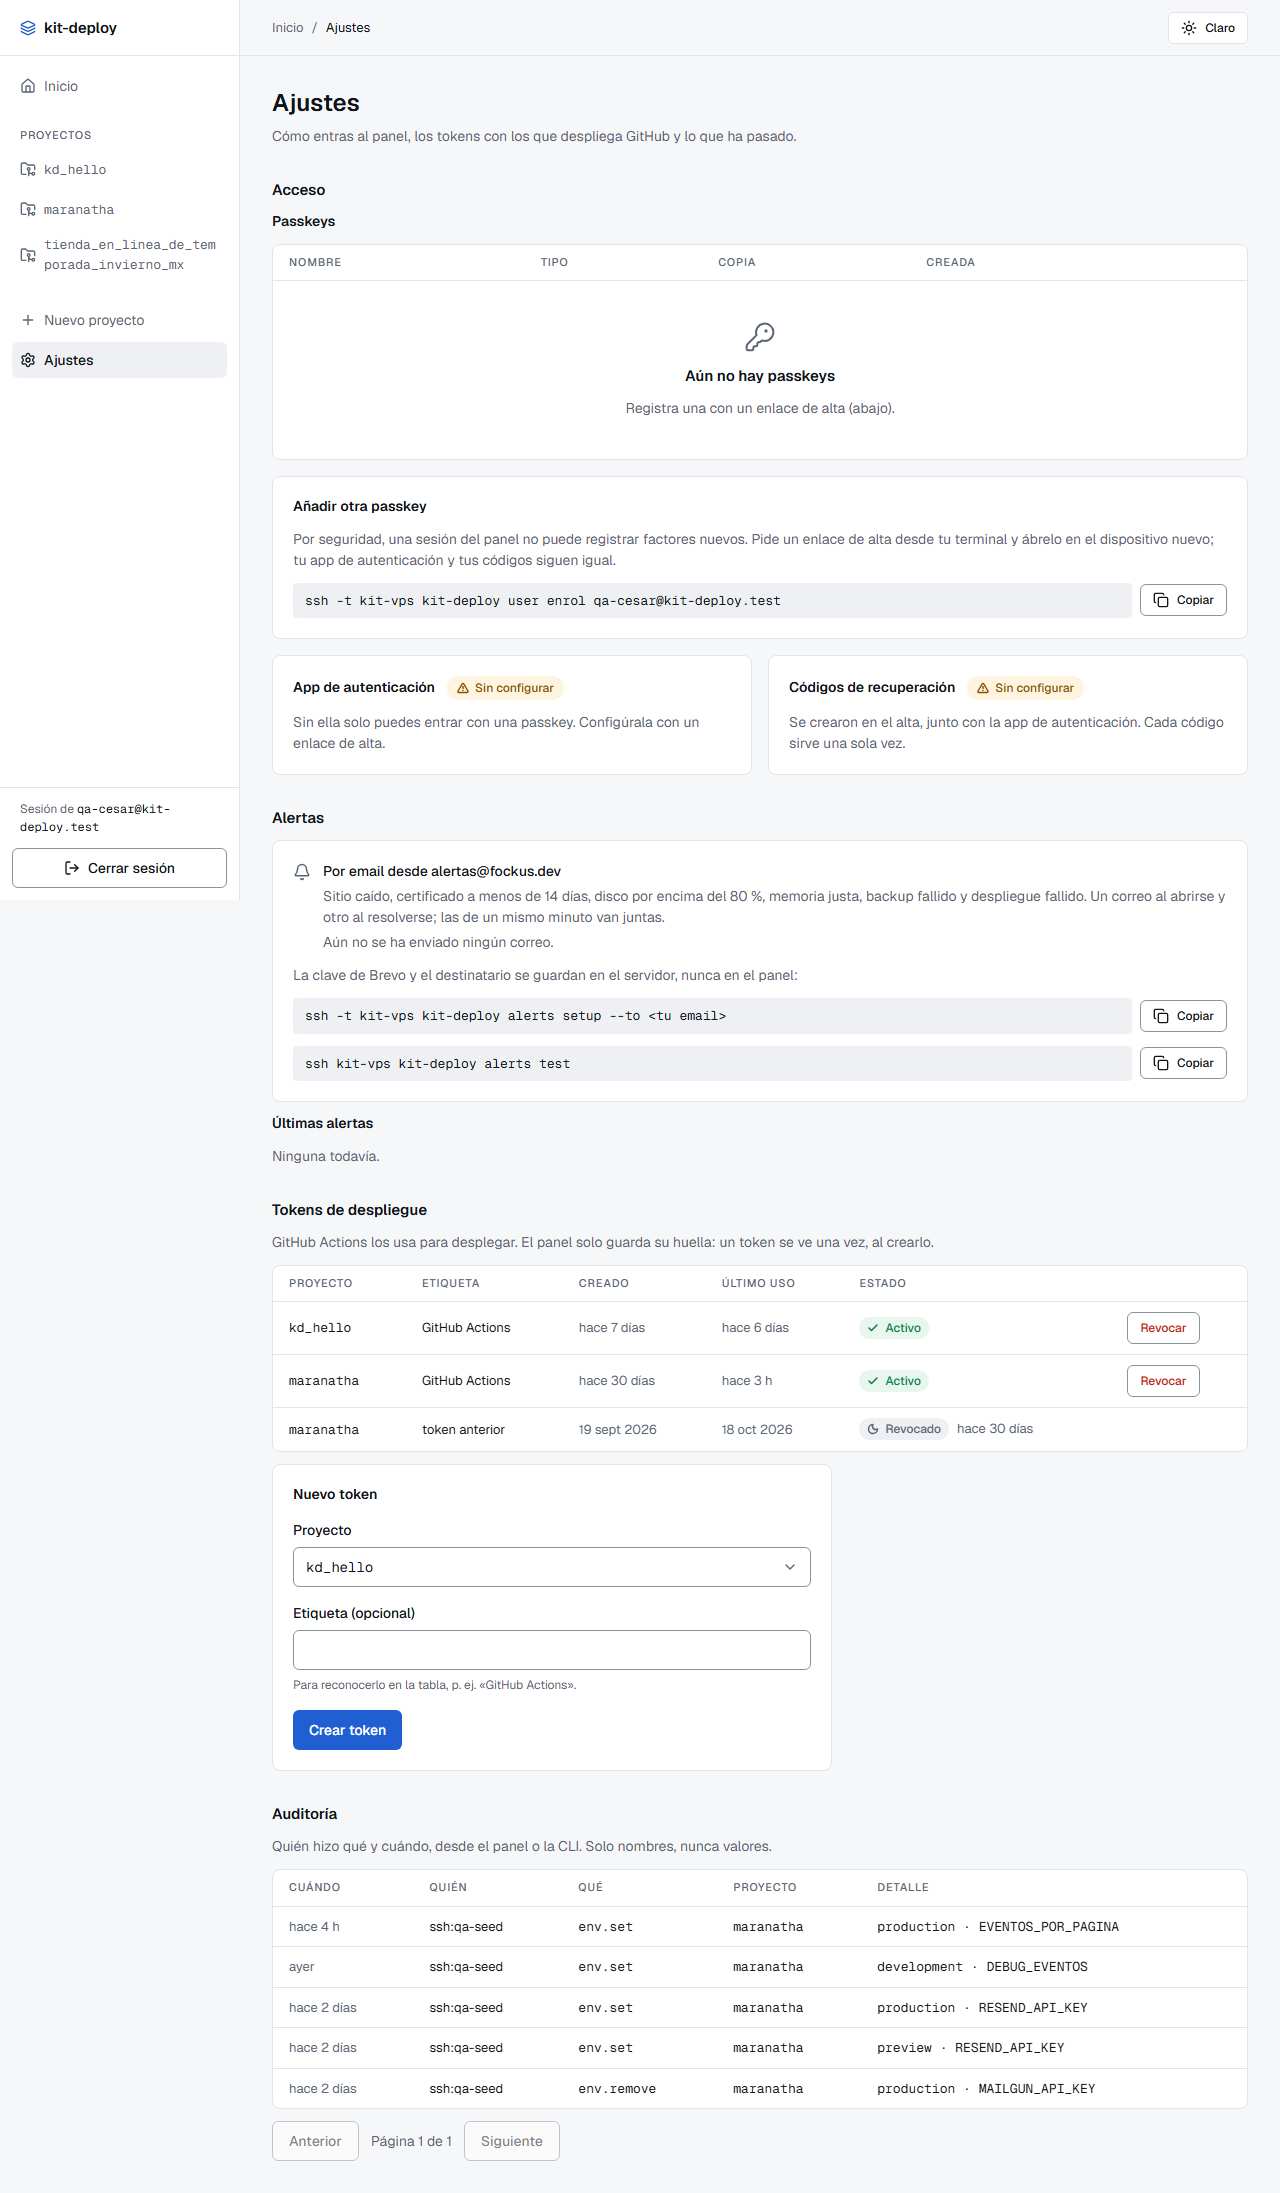 kit-deploy
Inicio
PROYECTOS
kd_hello
maranatha
tienda_en_linea_de_tem
porada_invierno_mx
Nuevo proyecto
Ajustes
Sesión de qa-cesar@kit-
deploy.test
Cerrar sesión
Inicio / Ajustes
Claro
Ajustes
Cómo entras al panel, los tokens con los que despliega GitHub y lo que ha pasado.
Acceso
Passkeys
NOMBRE TIPO COPIA CREADA
Aún no hay passkeys
Registra una con un enlace de alta (abajo).
Añadir otra passkey
Por seguridad, una sesión del panel no puede registrar factores nuevos. Pide un enlace de alta desde tu terminal y ábrelo en el dispositivo nuevo;
tu app de autenticación y tus códigos siguen igual.
ssh -t kit-vps kit-deploy user enrol qa-cesar@kit-deploy.test
Copiar
App de autenticación Sin configurar
Sin ella solo puedes entrar con una passkey. Configúrala con un
enlace de alta.
Códigos de recuperación Sin configurar
Se crearon en el alta, junto con la app de autenticación. Cada código
sirve una sola vez.
Alertas
Por email desde alertas@fockus.dev
Sitio caído, certificado a menos de 14 días, disco por encima del 80 %, memoria justa, backup fallido y despliegue fallido. Un correo al abrirse y
otro al resolverse; las de un mismo minuto van juntas.
Aún no se ha enviado ningún correo.
La clave de Brevo y el destinatario se guardan en el servidor, nunca en el panel:
ssh -t kit-vps kit-deploy alerts setup --to <tu email>
Copiar
ssh kit-vps kit-deploy alerts test
Copiar
Últimas alertas
Ninguna todavía.
Tokens de despliegue
GitHub Actions los usa para desplegar. El panel solo guarda su huella: un token se ve una vez, al crearlo.
PROYECTO ETIQUETA CREADO ÚLTIMO USO ESTADO
kd_hello GitHub Actions hace 7 días hace 6 días Activo Revocar
maranatha GitHub Actions hace 30 días hace 3 h Activo Revocar
maranatha token anterior 19 sept 2026 18 oct 2026 Revocado hace 30 días
Nuevo token
Proyecto
kd_hello
Etiqueta (opcional)
Para reconocerlo en la tabla, p. ej. «GitHub Actions».
Crear token
Auditoría
Quién hizo qué y cuándo, desde el panel o la CLI. Solo nombres, nunca valores.
CUÁNDO QUIÉN QUÉ PROYECTO DETALLE
hace 4 h ssh:qa-seed env.set maranatha production · EVENTOS_POR_PAGINA
ayer ssh:qa-seed env.set maranatha development · DEBUG_EVENTOS
hace 2 días ssh:qa-seed env.set maranatha production · RESEND_API_KEY
hace 2 días ssh:qa-seed env.set maranatha preview · RESEND_API_KEY
hace 2 días ssh:qa-seed env.remove maranatha production · MAILGUN_API_KEY
Anterior Página 1 de 1 Siguiente